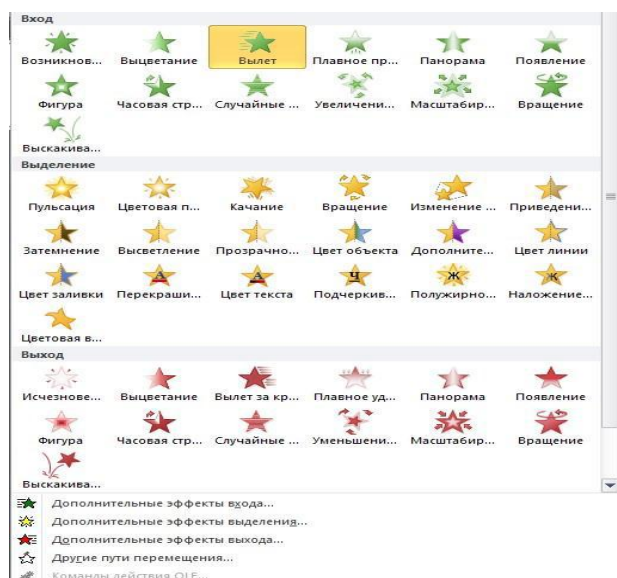 Вход
Возникнов... Выцветание Вылет Плавное пр... Панорама Появление
Фигура Часовая стр... Случайные ... Увеличени... Масштабир... Вращение
Выскакива...
Выделение
Пульсация Цветовая п... Качание Вращение Изменение ... Приведени...
Затемнение Высветление Прозрачно... Цвет объекта Дополните... Цвет линии
Цвет заливки Перекраши... Цвет текста Подчеркив... Полужирно... Наложение...
Цветовая в...
Выход
Исчезнове... Выцветание Вылет за кр... Плавное уд... Панорама Появление
Фигура Часовая стр... Случайные ... Уменьшени... Масштабир... Вращение
Выскакива...
Дополнительные эффекты входа...
Дополнительные эффекты выделения...
Дополнительные эффекты выхода...
Другие пути перемещения...
Команды действия OLE...